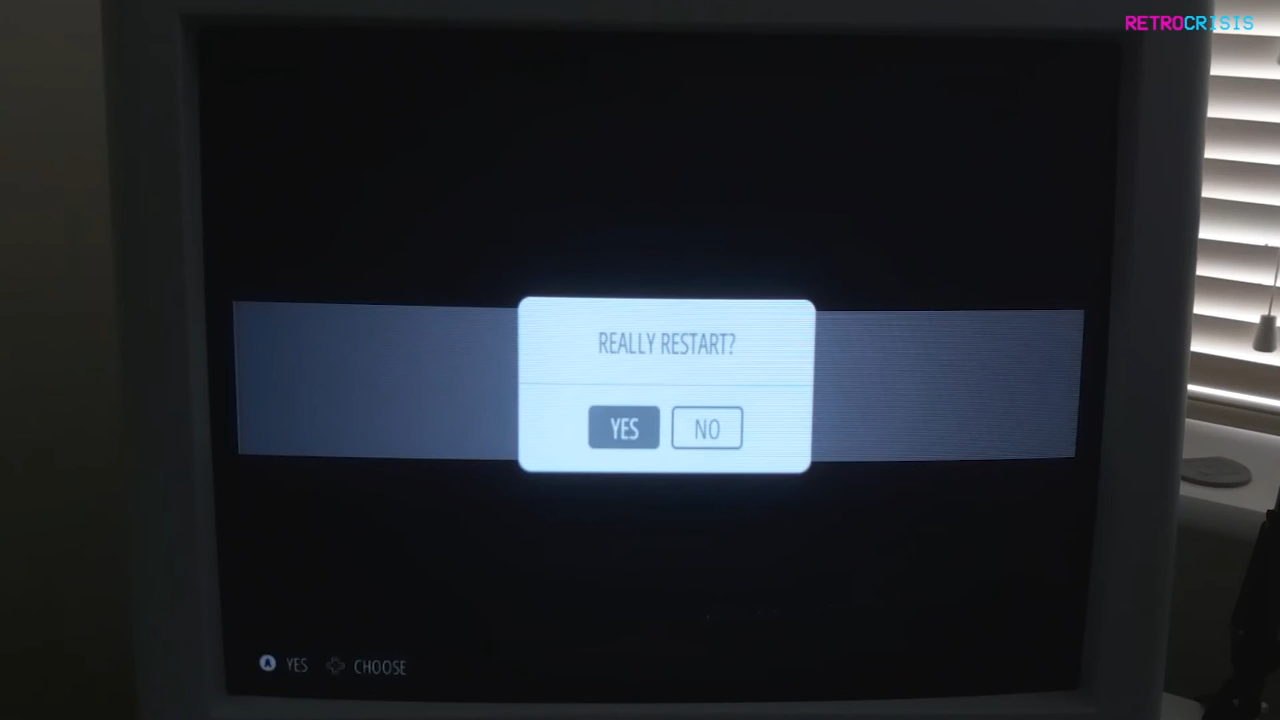 RETROCRISIS
REALLY RESTART?
YES NO
A YES CHOOSE